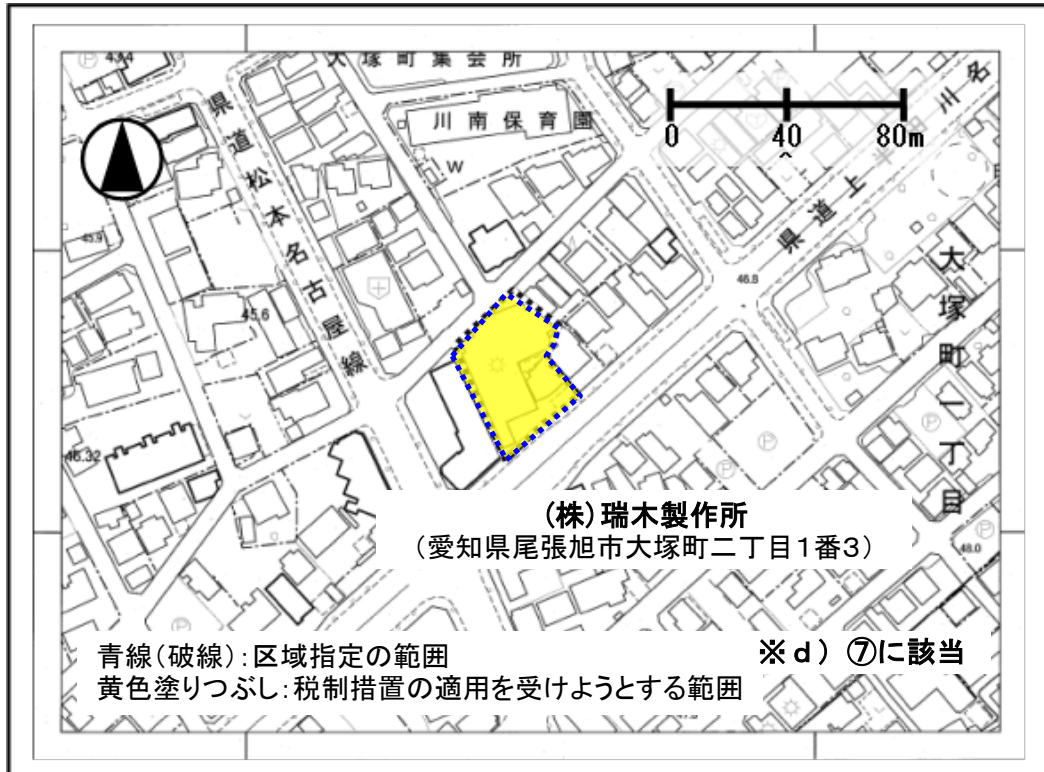 43.4
大塚町集会所
川南保育園
W
県道松本名古屋線
0 40 80m
県道上
川名
大塚町一丁目
45.9
45.6
46.8
46.32
48.0
(株)瑞木製作所
(愛知県尾張旭市大塚町二丁目1番3)
※d) ⑦に該当
青線(破線):区域指定の範囲
黄色塗りつぶし:税制措置の適用を受けようとする範囲